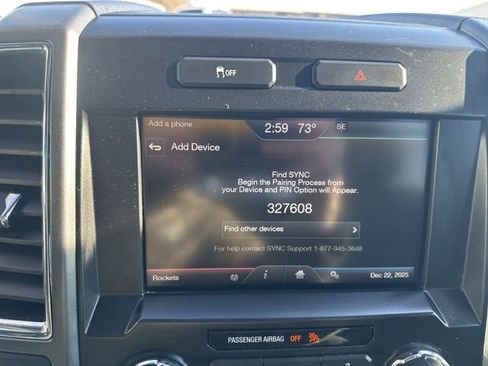 OFF
Add a phone
2:59 73° SE
Add Device
Find SYNC
Begin the Pairing Process from
your Device and PIN Option will Appear.
327608
Find other devices
For help contact SYNC Support 1-877-945-3648
Rockets i Dec 22, 2025
PASSENGER AIRBAG OFF
2